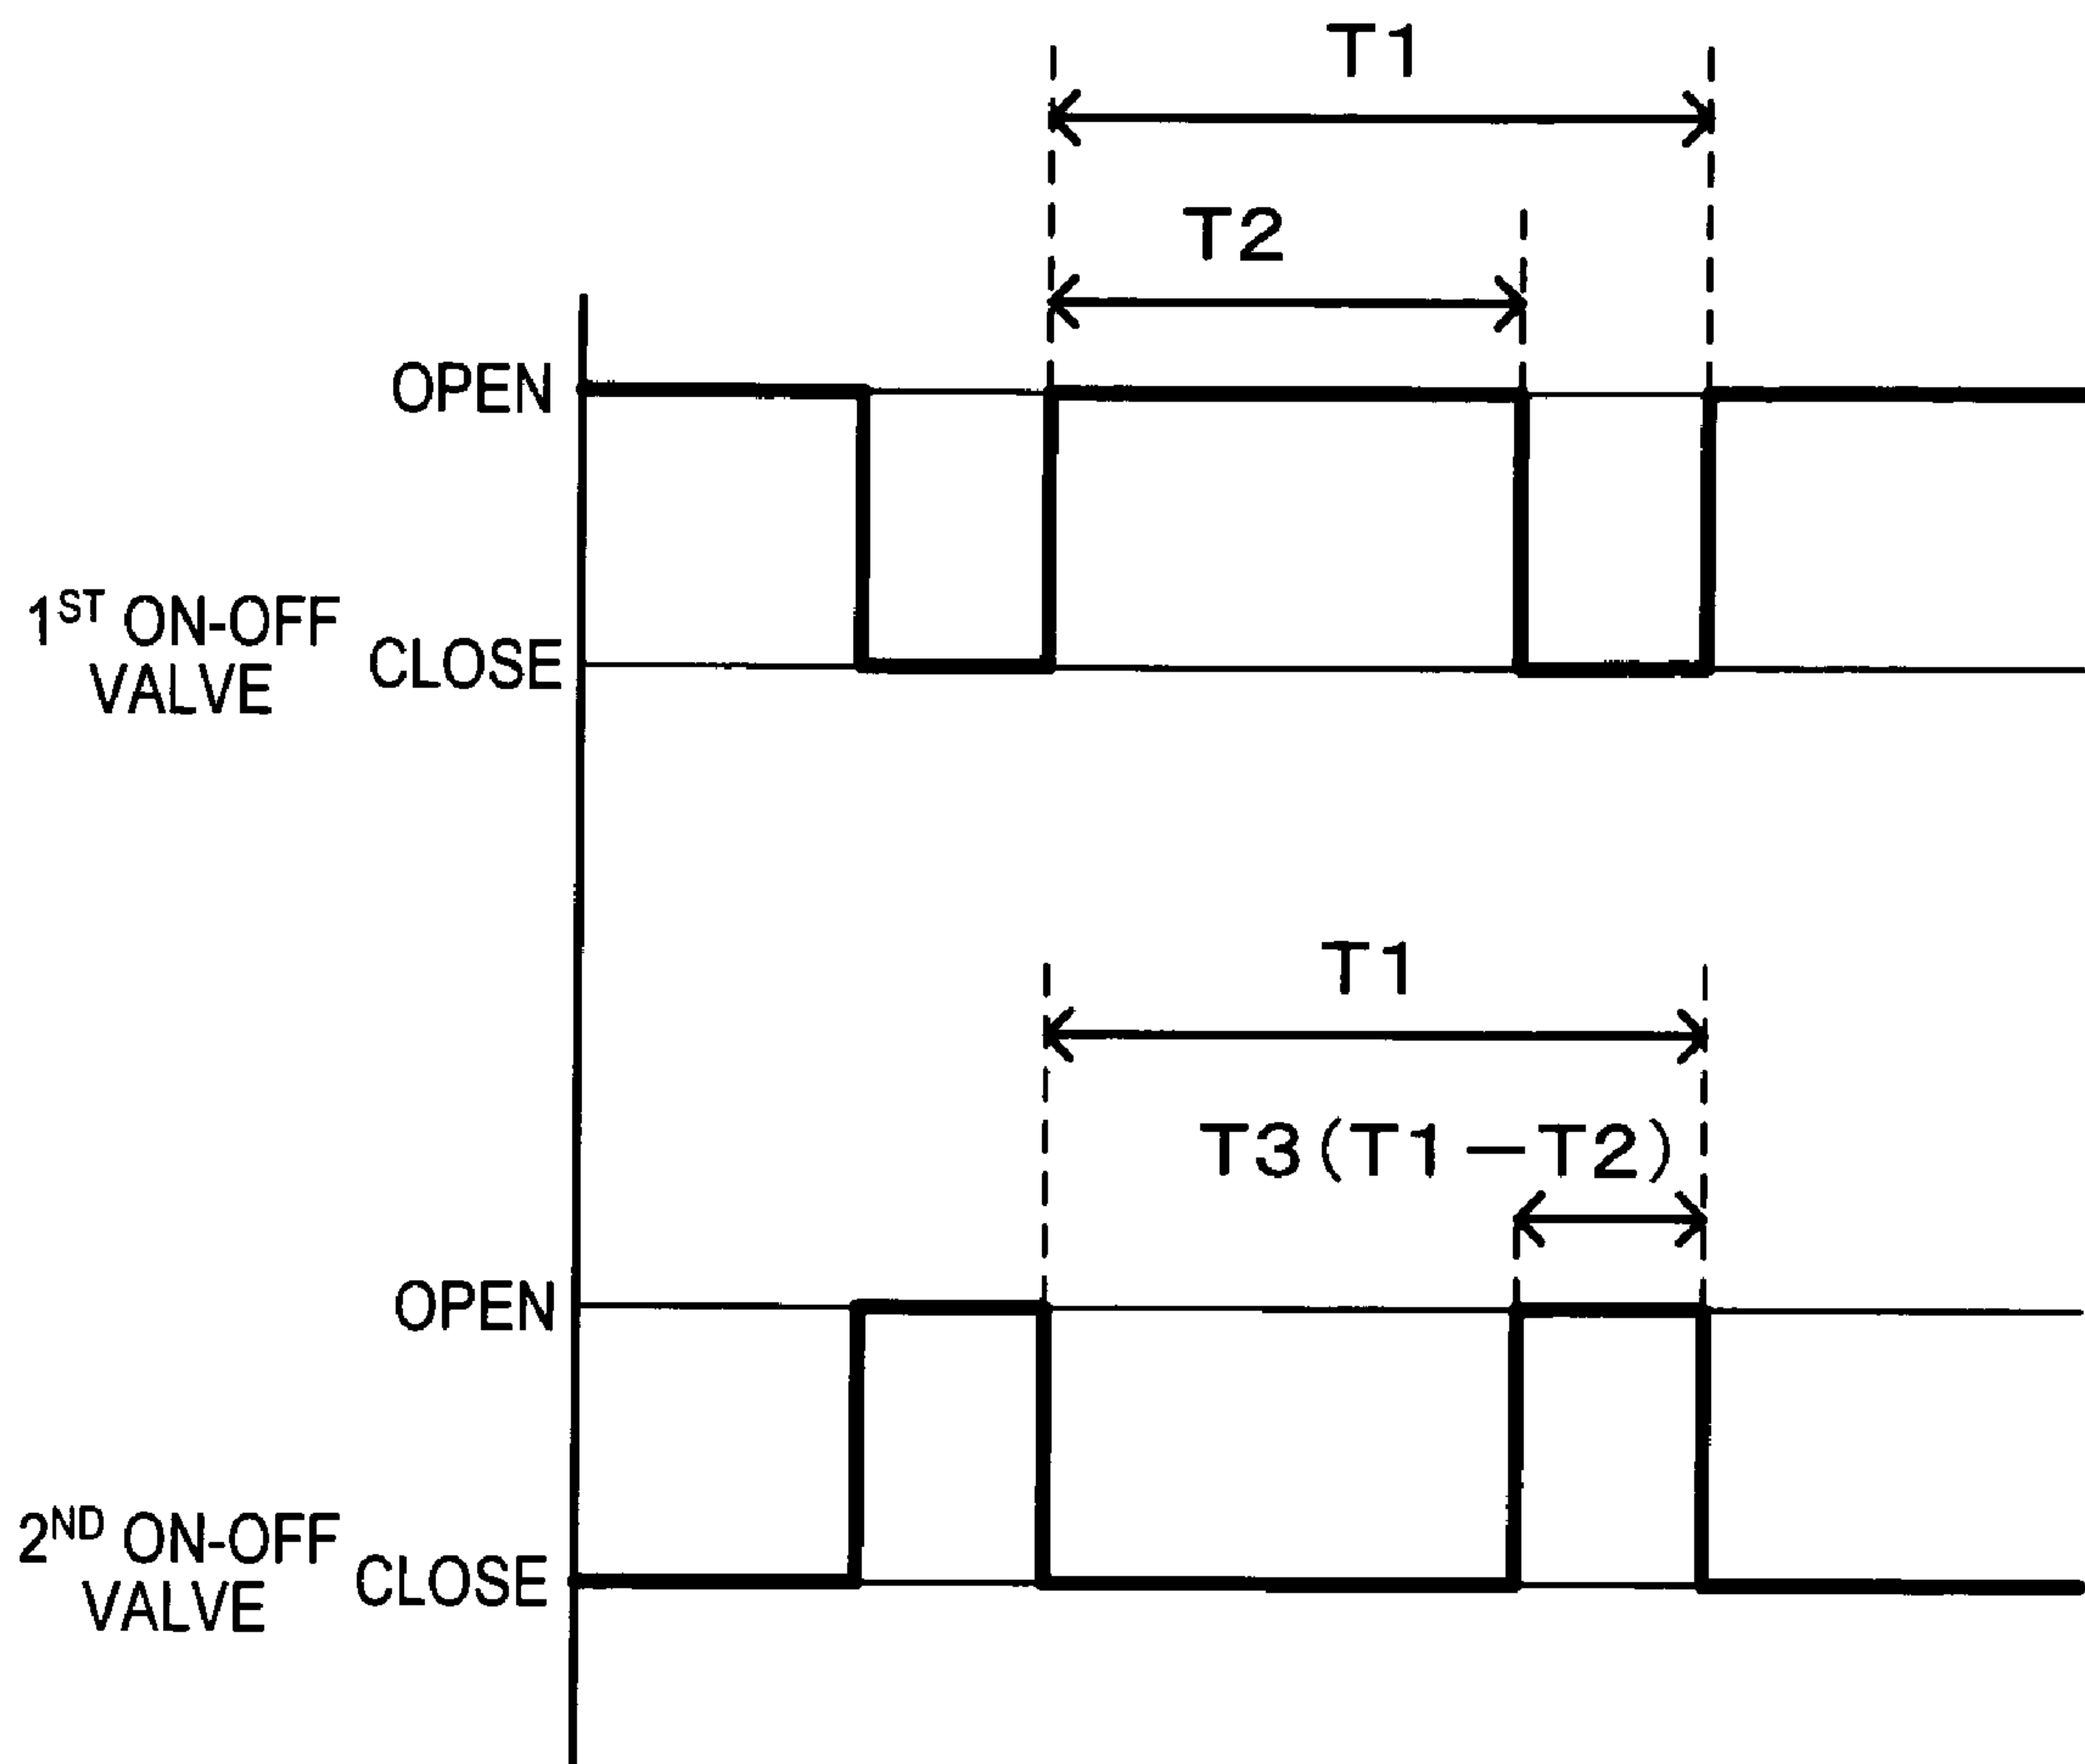 T1
T2
OPEN
1ST ON-OFF
VALVE
CLOSE
T1
T3(T1−T2)
OPEN
2ND ON-OFF
VALVE
CLOSE